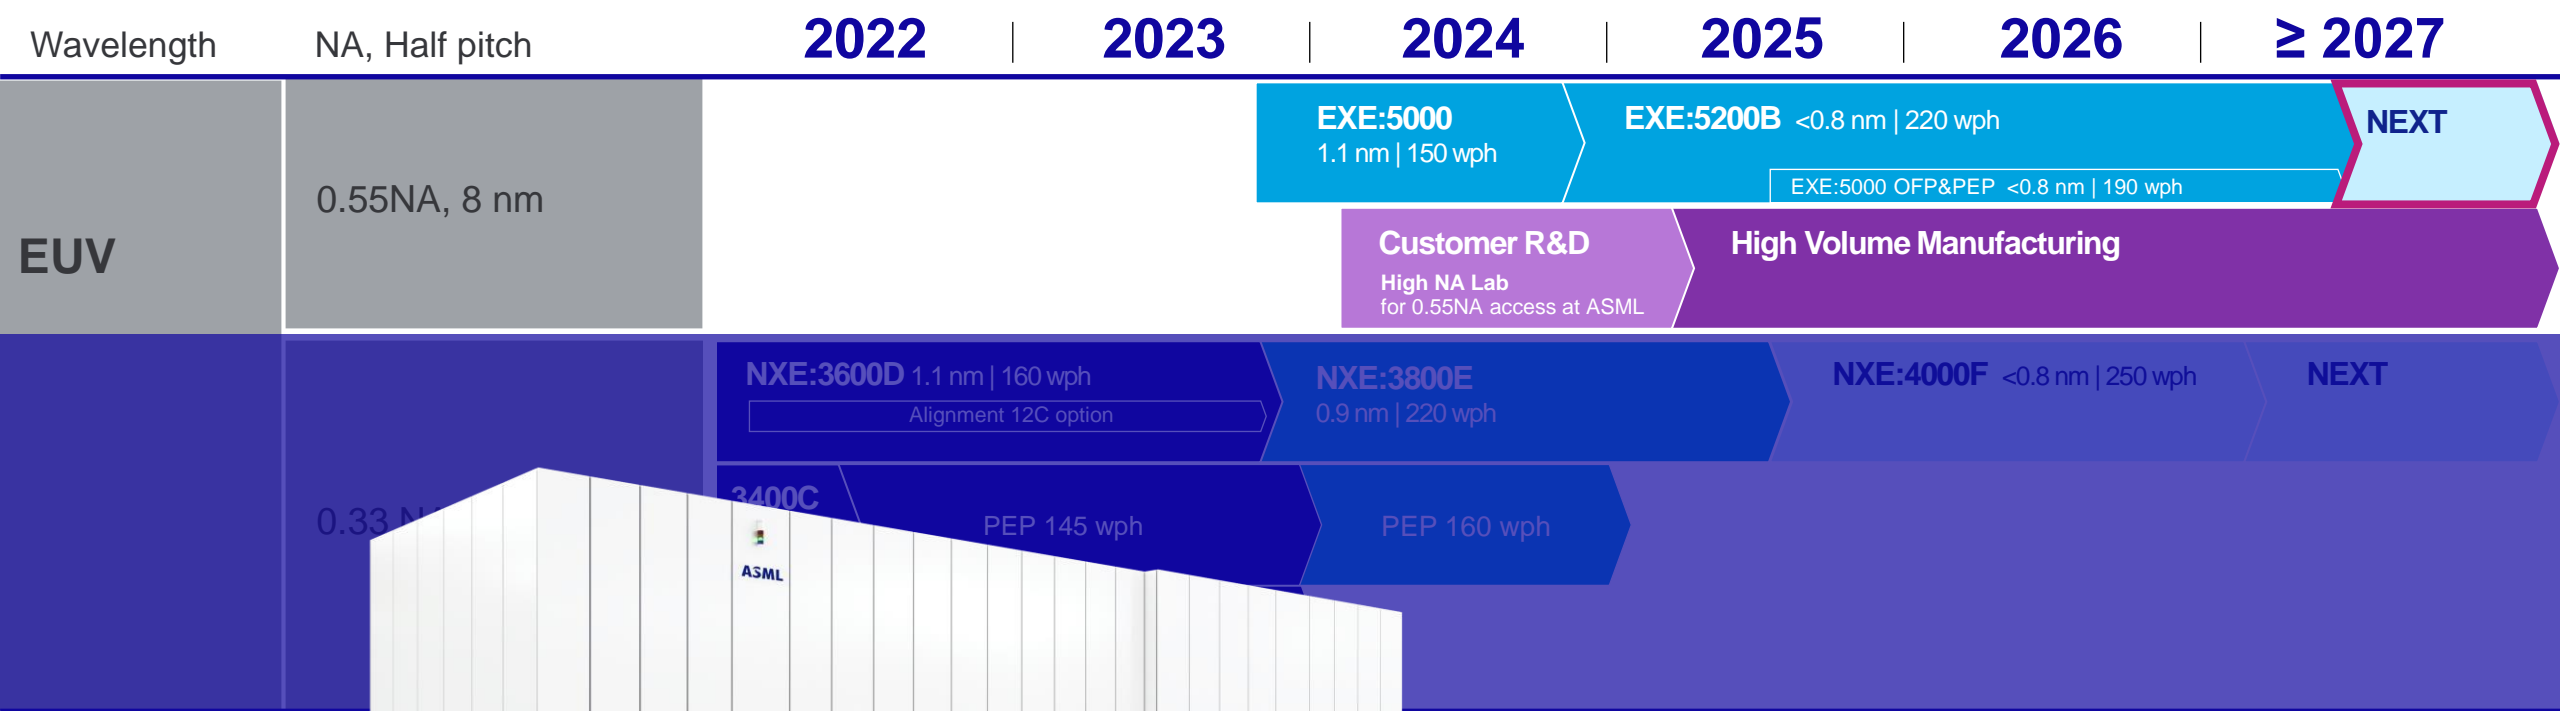 Wavelength NA, Half pitch 2022 2023 2024 2025 2026 ≥ 2027
EUV
0.55NA, 8 nm
EXE:5000
1.1 nm | 150 wph
EXE:5200B <0.8 nm | 220 wph
EXE:5000 OFP&PEP <0.8 nm | 190 wph
NEXT
Customer R&D
High NA Lab
for 0.55NA access at ASML
High Volume Manufacturing
NXE:3600D 1.1 nm | 160 wph
Alignment 12C option
NXE:3800E
0.9 nm | 220 wph
NXE:4000F <0.8 nm | 250 wph
NEXT
0.33
3400C
PEP 145 wph
PEP 160 wph
ASML